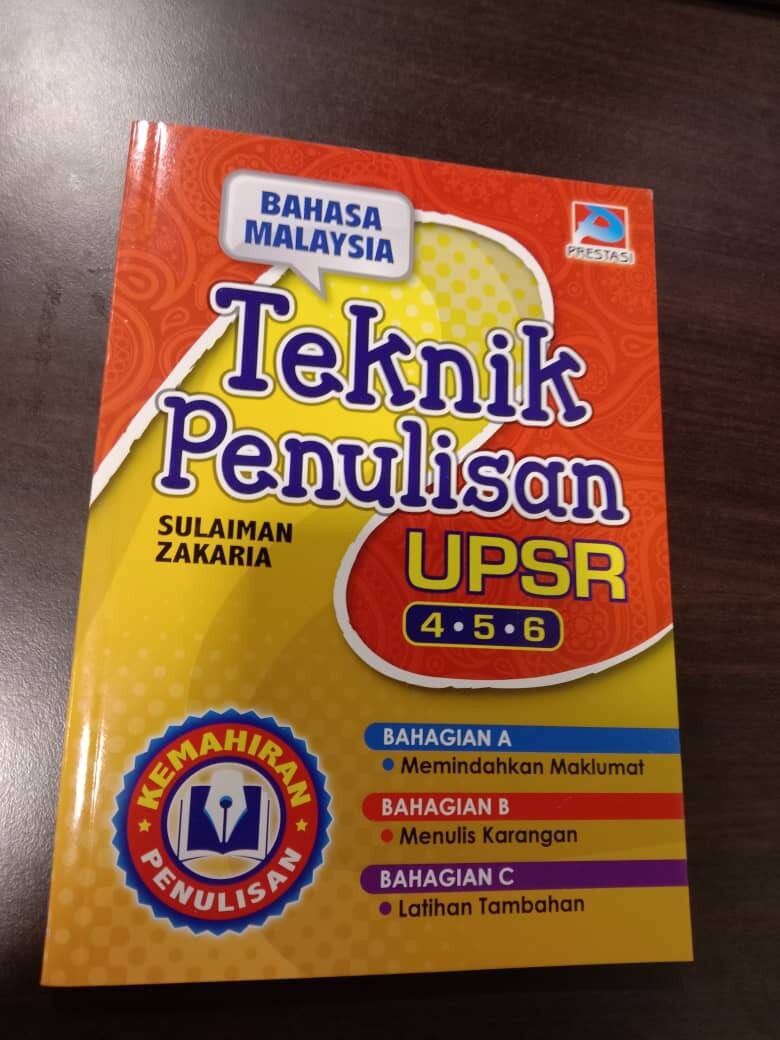 BAHASA
MALAYSIA
PRESTASI
Teknik
Penulisan
SULAIMAN
ZAKARIA
UPSR
4 • 5 • 6
KEMAHIRAN
PENULISAN
BAHAGIAN A
• Memindahkan Maklumat
BAHAGIAN B
• Menulis Karangan
BAHAGIAN C
• Latihan Tambahan